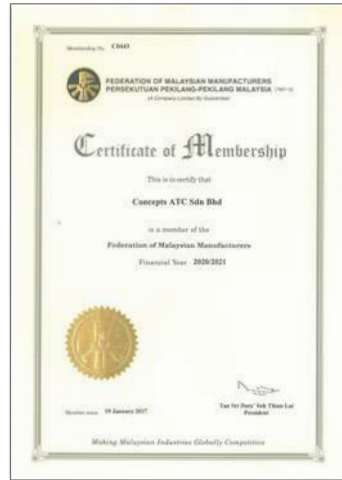 Membership No. C8443
FEDERATION OF MALAYSIAN MANUFACTURERS
PERSEKUTUAN PEKILANG-PEKILANG MALAYSIA
(A Company Limited By Guarantee)
Certificate of Membership
This is to certify that
Concepts ATC Sdn Bhd
is a member of the
Federation of Malaysian Manufacturers
Financial Year 2020/2021
Member since 19 January 2017
Tan Sri Dato' Soh Thian Lai
President
Making Malaysian Industries Globally Competitive